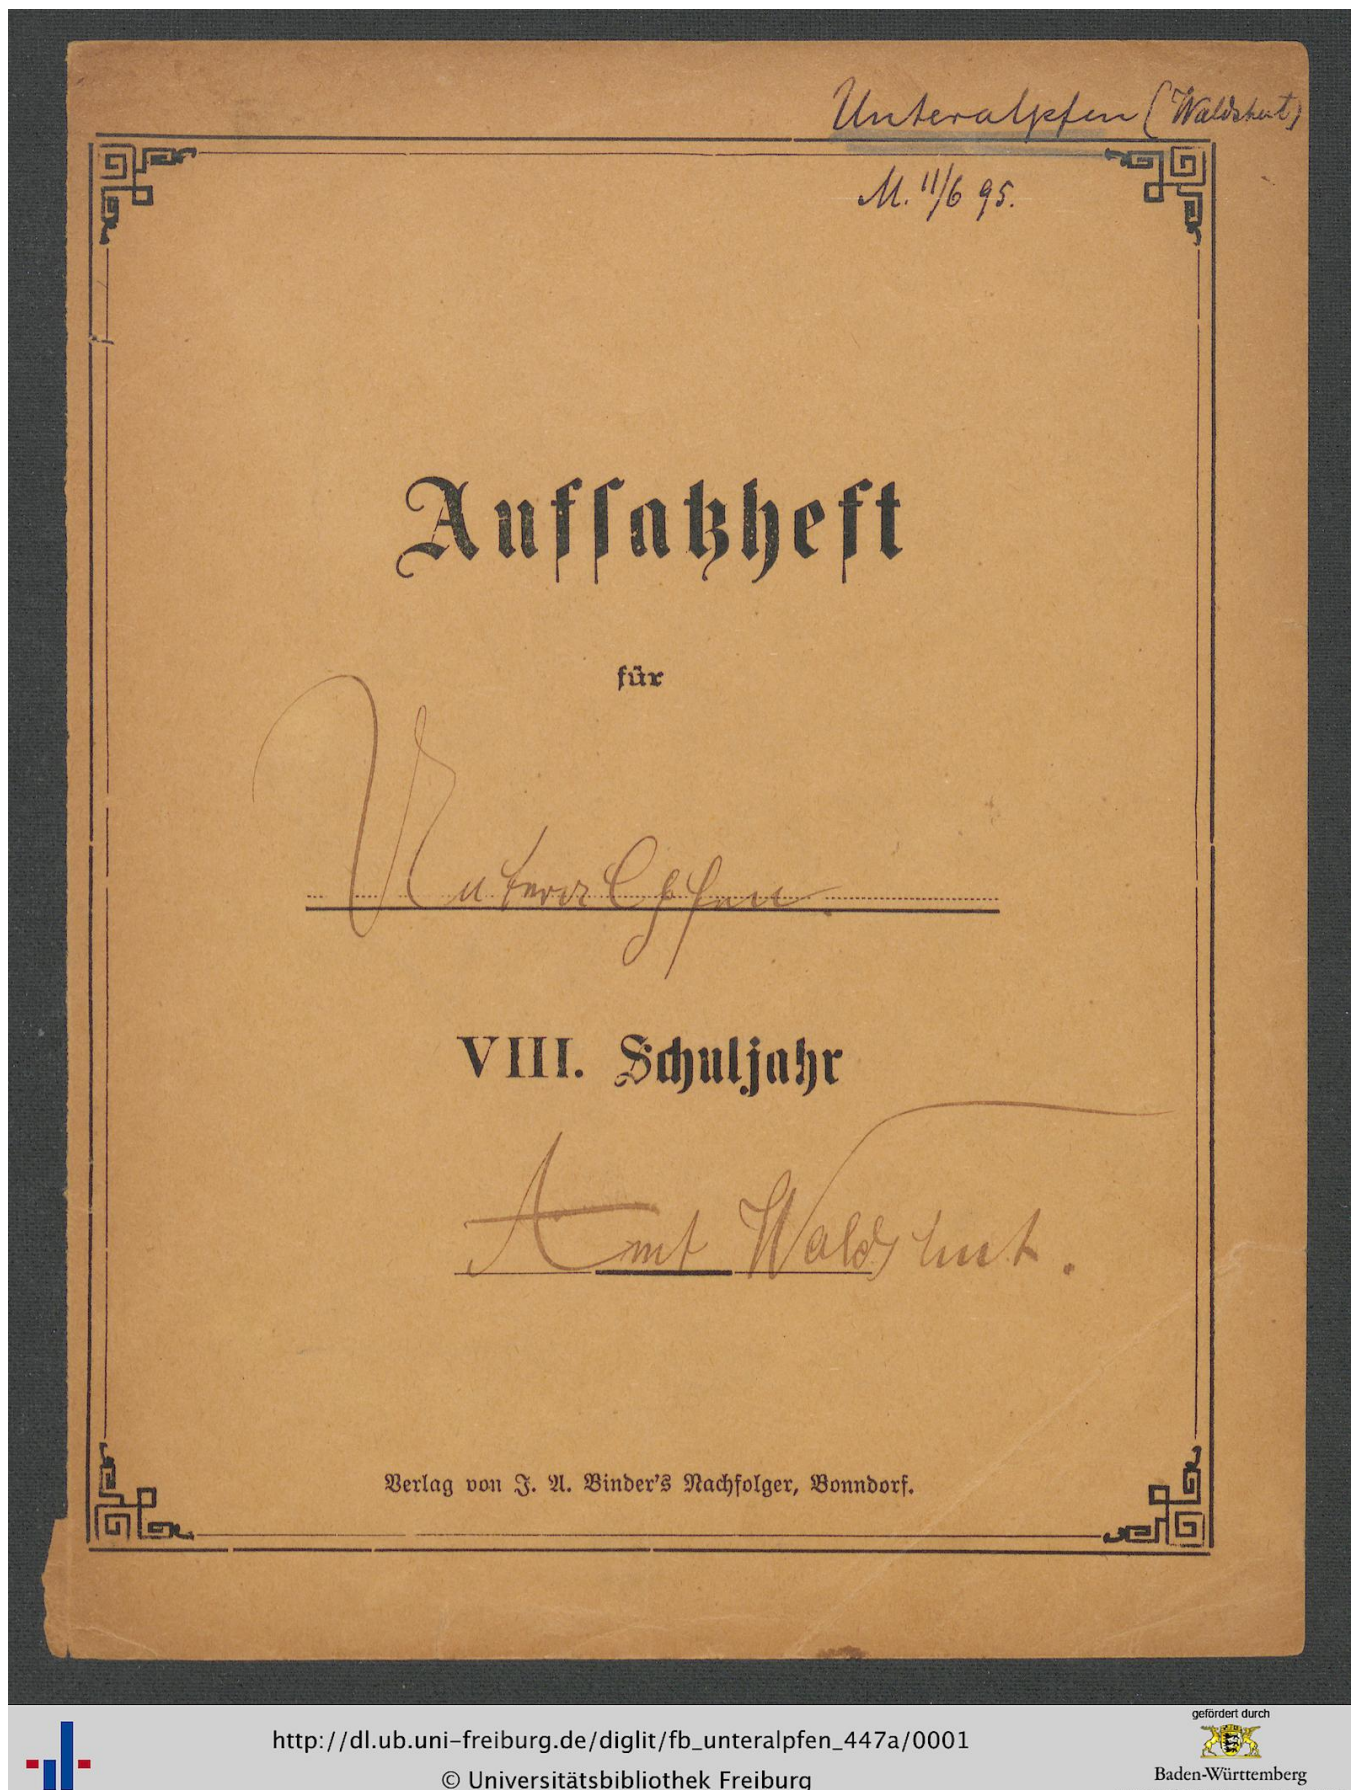 Unteralpfen (Waldshut)
M. 11/6 95.
Aufsatzheft
für
Unteralpfen.
VIII. Schuljahr
Amt Waldshut.
Verlag von J. A. Binder's Nachfolger, Bonndorf.
gefördert durch
http://dl.ub.uni-freiburg.de/diglit/fb_unteralpfen_447a/0001
© Universitätsbibliothek Freiburg
Baden-Württemberg